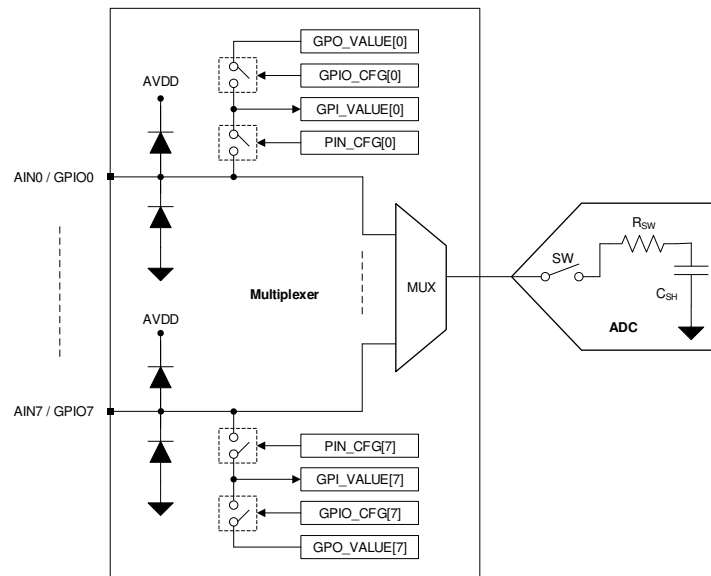 GPO_VALUE[0]
GPIO_CFG[0]
GPI_VALUE[0]
PIN_CFG[0]
AVDD
AIN0 / GPIO0
Multiplexer
MUX
SW
RSW
CSH
ADC
AVDD
AIN7 / GPIO7
PIN_CFG[7]
GPI_VALUE[7]
GPIO_CFG[7]
GPO_VALUE[7]